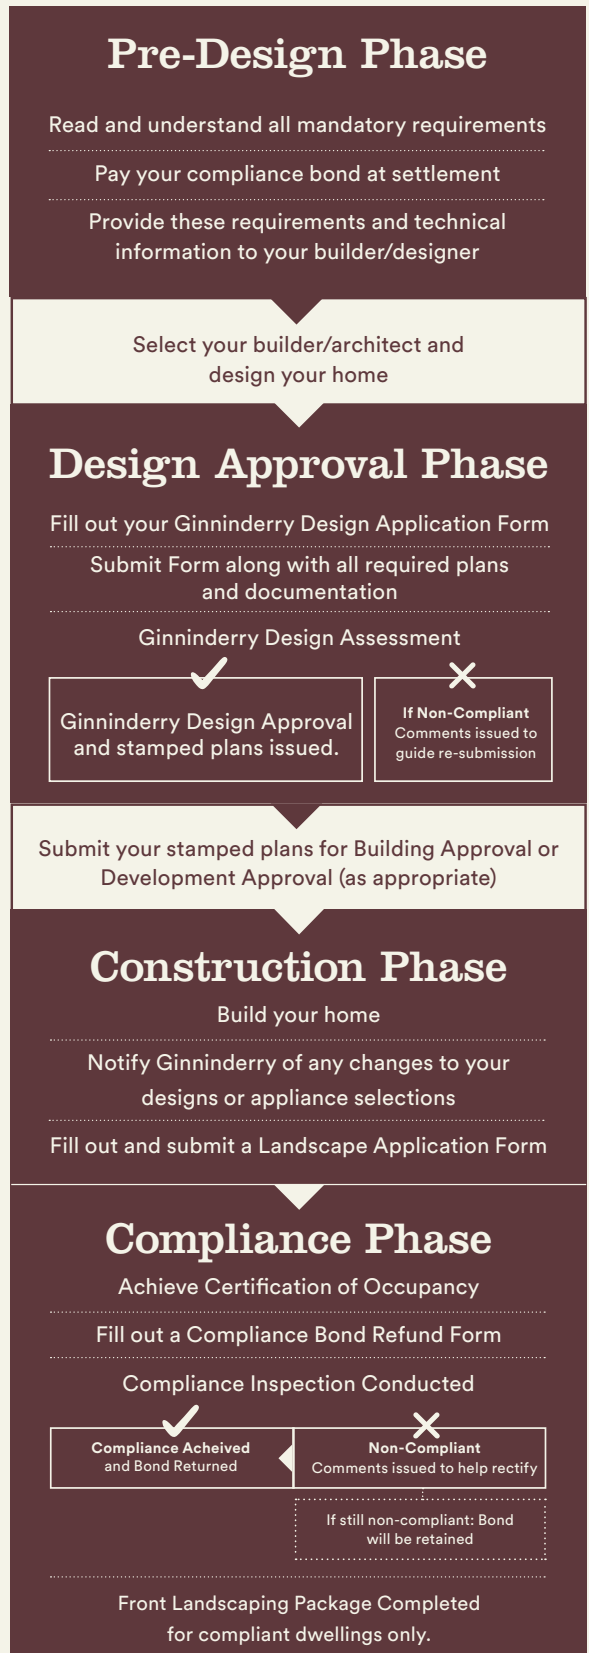 Pre-Design Phase
Read and understand all mandatory requirements
Pay your compliance bond at settlement
Provide these requirements and technical
information to your builder/designer
Select your builder/architect and
design your home
Design Approval Phase
Fill out your Ginninderry Design Application Form
Submit Form along with all required plans
and documentation
Ginninderry Design Assessment
Ginninderry Design Approval
and stamped plans issued.
If Non-Compliant
Comments issued to
guide re-submission
Submit your stamped plans for Building Approval or
Development Approval (as appropriate)
Construction Phase
Build your home
Notify Ginninderry of any changes to your
designs or appliance selections
Fill out and submit a Landscape Application Form
Compliance Phase
Achieve Certification of Occupancy
Fill out a Compliance Bond Refund Form
Compliance Inspection Conducted
Compliance Acheived
and Bond Returned
Non-Compliant
Comments issued to help rectify
If still non-compliant: Bond
will be retained
Front Landscaping Package Completed
for compliant dwellings only.